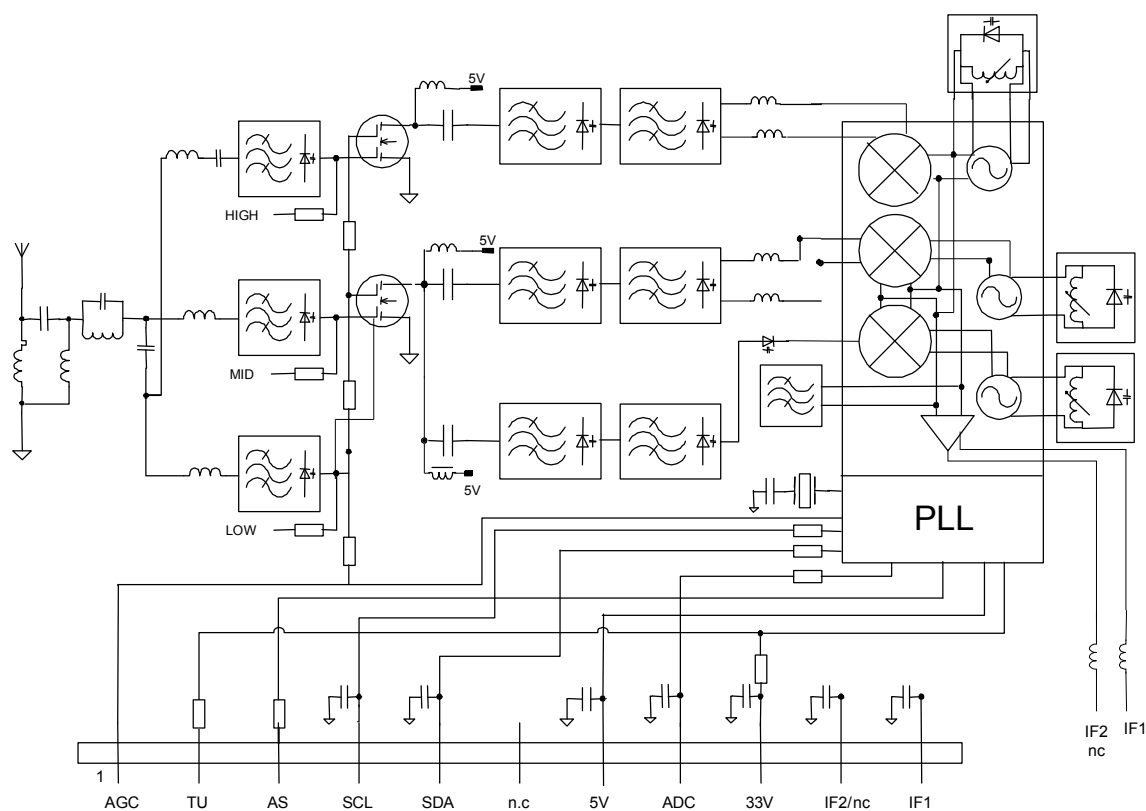 5V
HIGH
5V
MID
5V
LOW
PLL
IF2
nc
IF1
1
AGC
TU
AS
SCL
SDA
n.c
5V
ADC
33V
IF2/nc
IF1